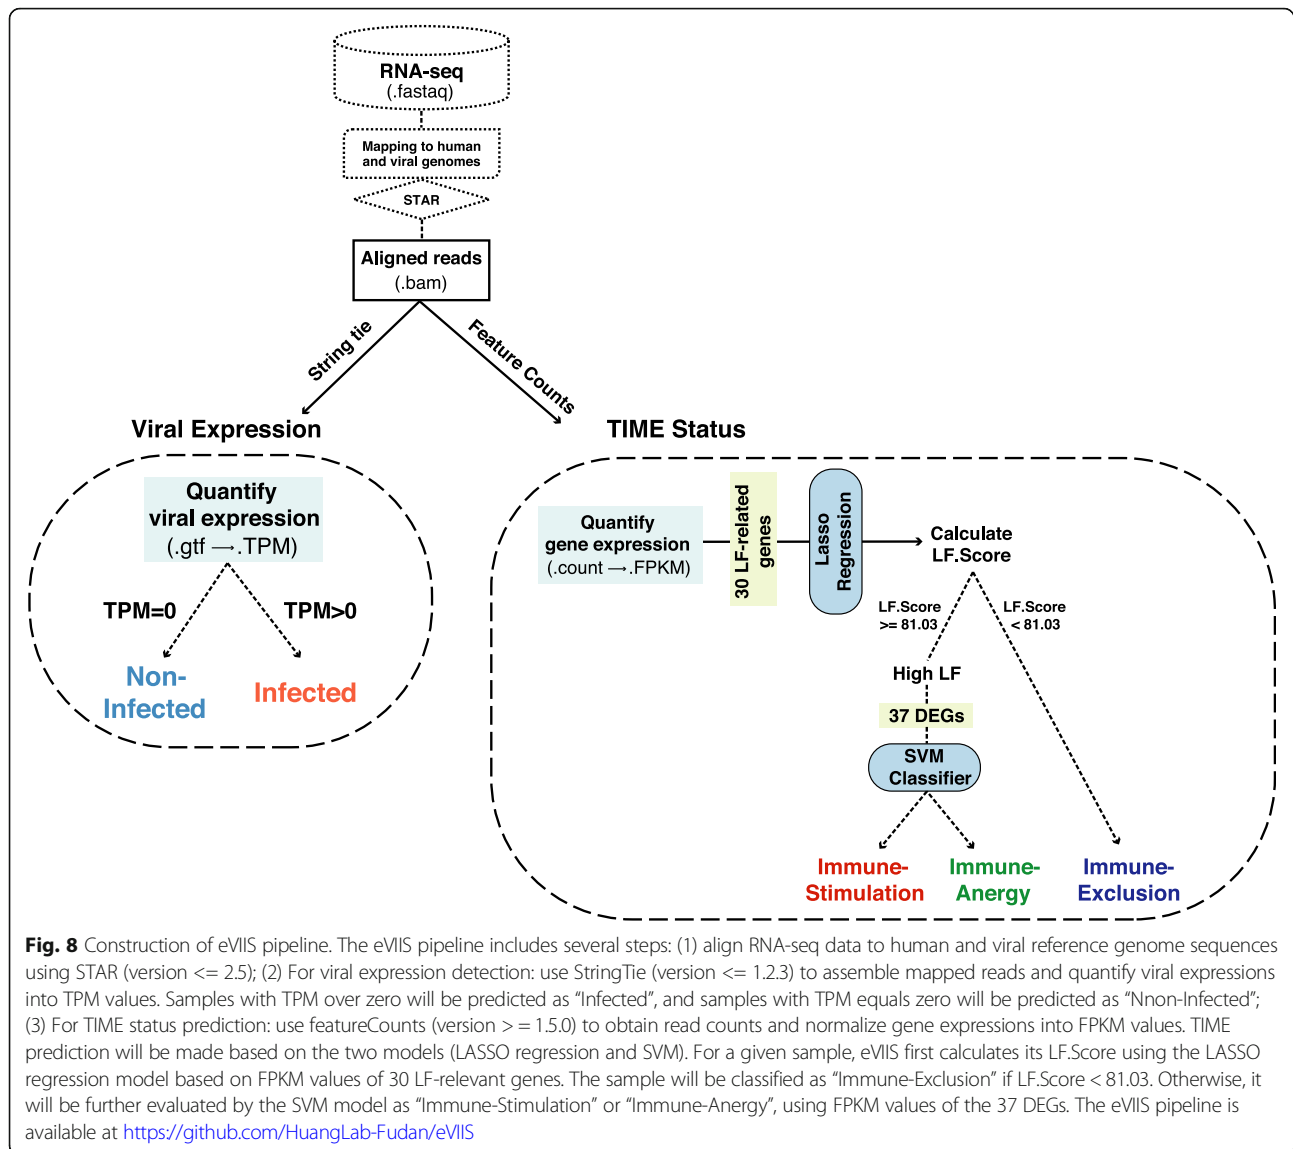 RNA-seq
(.fastaq)
Mapping to human
and viral genomes
STAR
Aligned reads
(.bam)
String tie
Feature Counts
Viral Expression
Quantify
viral expression
(.gtf → .TPM)
TPM=0
TPM>0
Non-
Infected
Infected
TIME Status
Quantify
gene expression
(.count → .FPKM)
30 LF-related
genes
Lasso
Regression
Calculate
LF.Score
LF.Score
>= 81.03
LF.Score
< 81.03
High LF
37 DEGs
SVM
Classifier
Immune-
Stimulation
Immune-
Anergy
Immune-
Exclusion
Fig. 8 Construction of eVIIS pipeline. The eVIIS pipeline includes several steps: (1) align RNA-seq data to human and viral reference genome sequences
using STAR (version <= 2.5); (2) For viral expression detection: use StringTie (version <= 1.2.3) to assemble mapped reads and quantify viral expressions
into TPM values. Samples with TPM over zero will be predicted as “Infected”, and samples with TPM equals zero will be predicted as “Nnon-Infected”;
(3) For TIME status prediction: use featureCounts (version > = 1.5.0) to obtain read counts and normalize gene expressions into FPKM values. TIME
prediction will be made based on the two models (LASSO regression and SVM). For a given sample, eVIIS first calculates its LF.Score using the LASSO
regression model based on FPKM values of 30 LF-relevant genes. The sample will be classified as “Immune-Exclusion” if LF.Score < 81.03. Otherwise, it
will be further evaluated by the SVM model as “Immune-Stimulation” or “Immune-Anergy”, using FPKM values of the 37 DEGs. The eVIIS pipeline is
available at https://github.com/HuangLab-Fudan/eVIIS